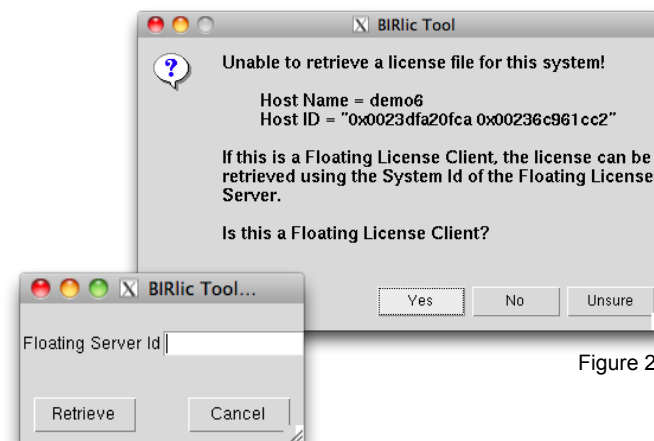 BIRlic Tool
Unable to retrieve a license file for this system!
Host Name = demo6
Host ID = "0x0023dfa20fca 0x00236c961cc2"
If this is a Floating License Client, the license can be
retrieved using the System Id of the Floating License
Server.
Is this a Floating License Client?
Yes No Unsure
BIRlic Tool...
Floating Server Id
Retrieve Cancel
Figure 2